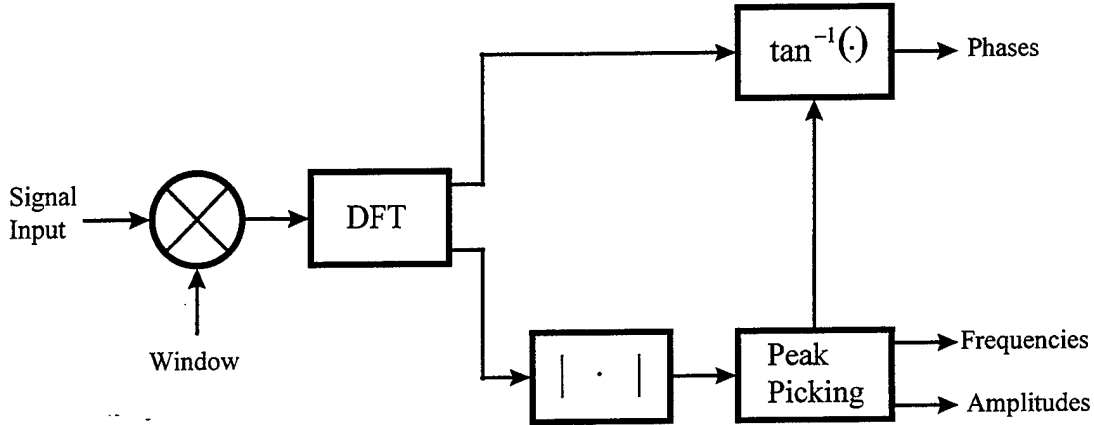 tan⁻¹(·)
Phases
Signal
Input
DFT
Window
| · |
Peak
Picking
Frequencies
Amplitudes